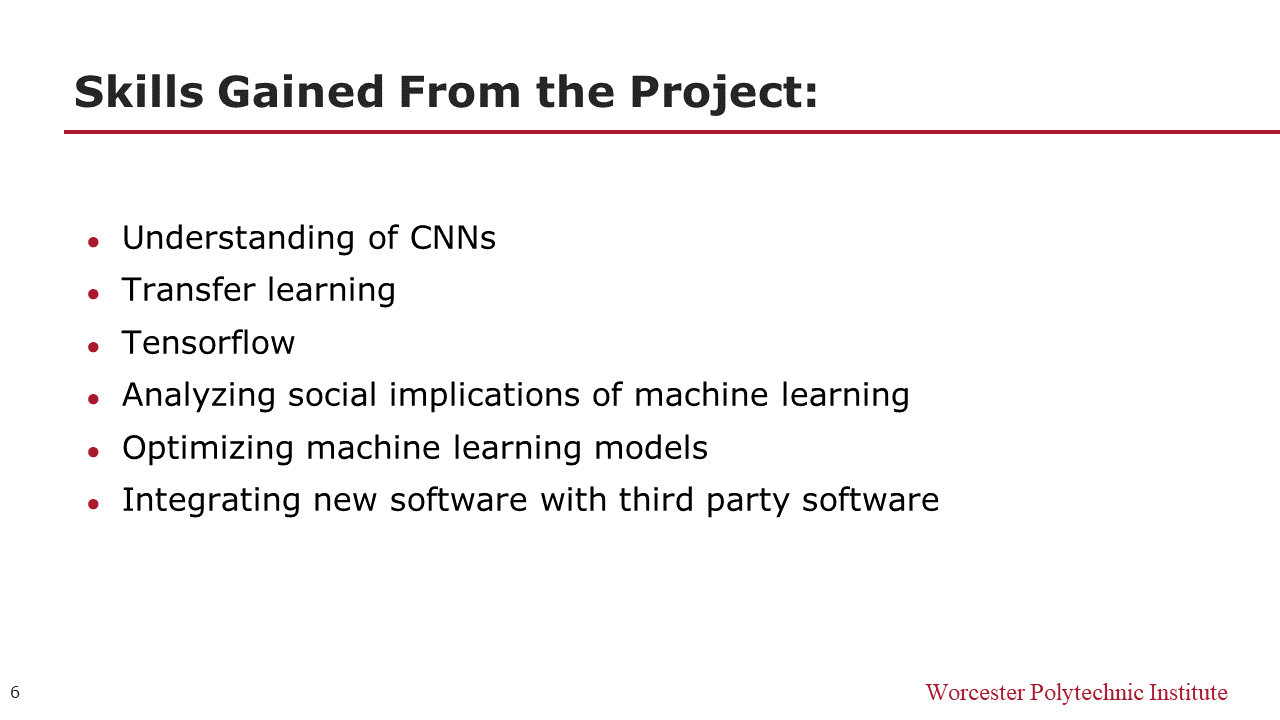 Skills Gained From the Project:
● Understanding of CNNs
● Transfer learning
● Tensorflow
● Analyzing social implications of machine learning
● Optimizing machine learning models
● Integrating new software with third party software
6
Worcester Polytechnic Institute